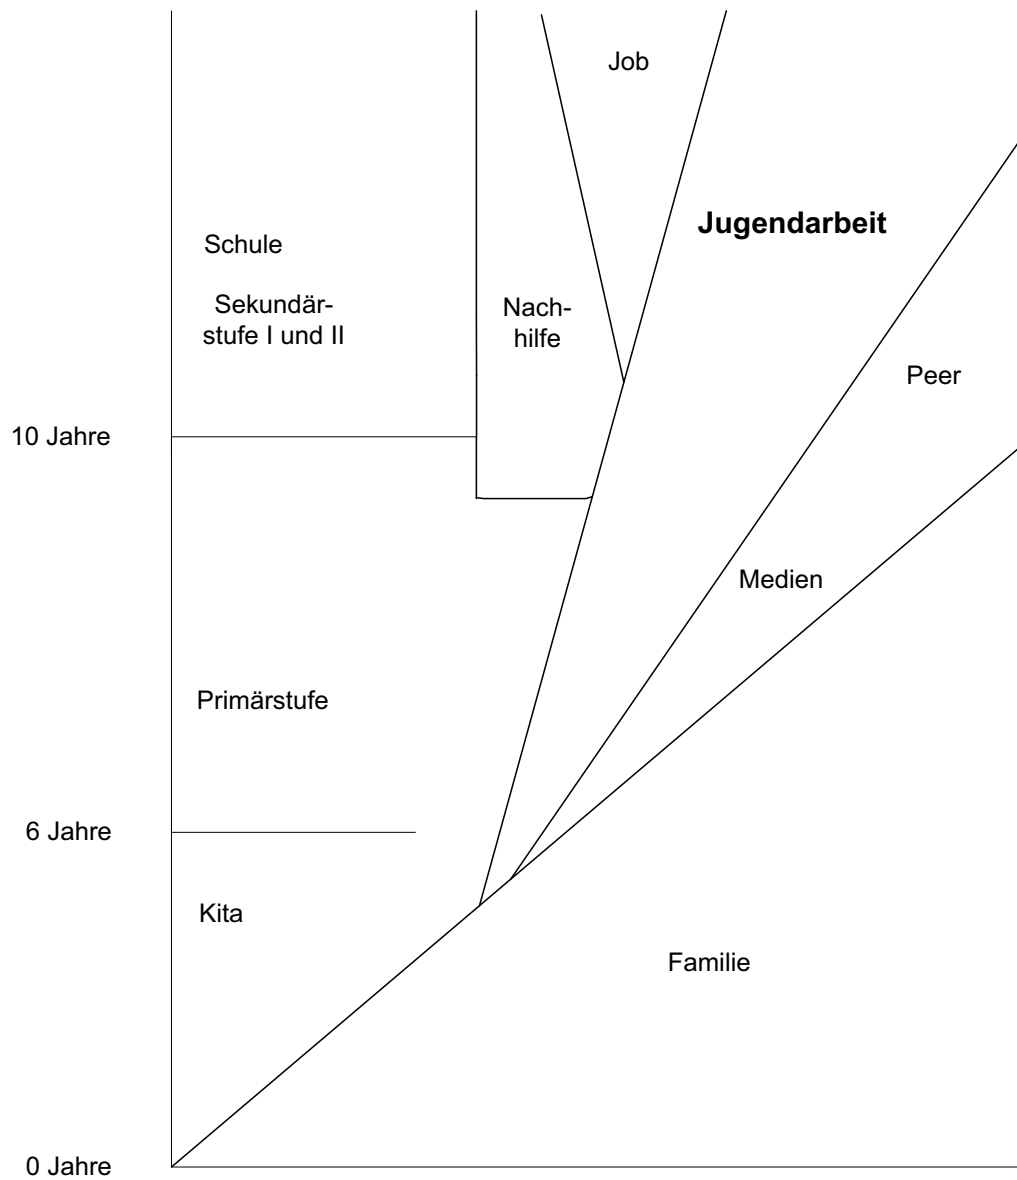 Job
Jugendarbeit
Schule
Sekundär-
stufe I und II
Nach-
hilfe
Peer
10 Jahre
Medien
Primärstufe
6 Jahre
Kita
Familie
0 Jahre